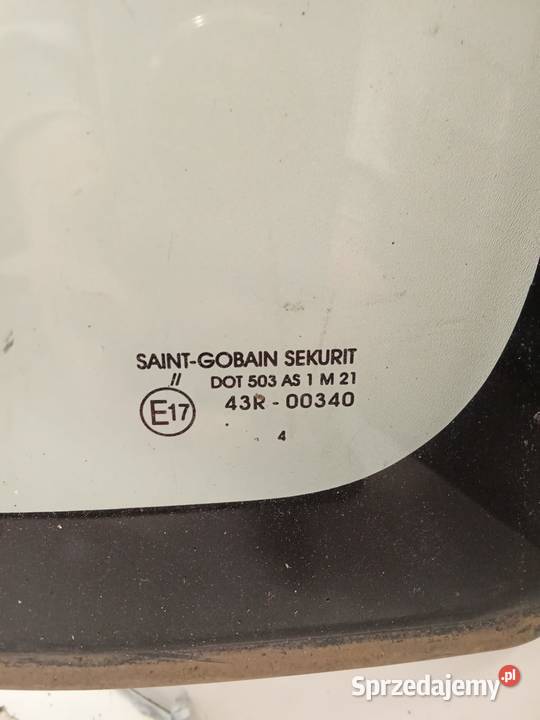 SAINT-GOBAIN SEKURIT
// DOT 503 AS 1 M 21
E17 43R - 00340
4
Sprzedajemy.pl